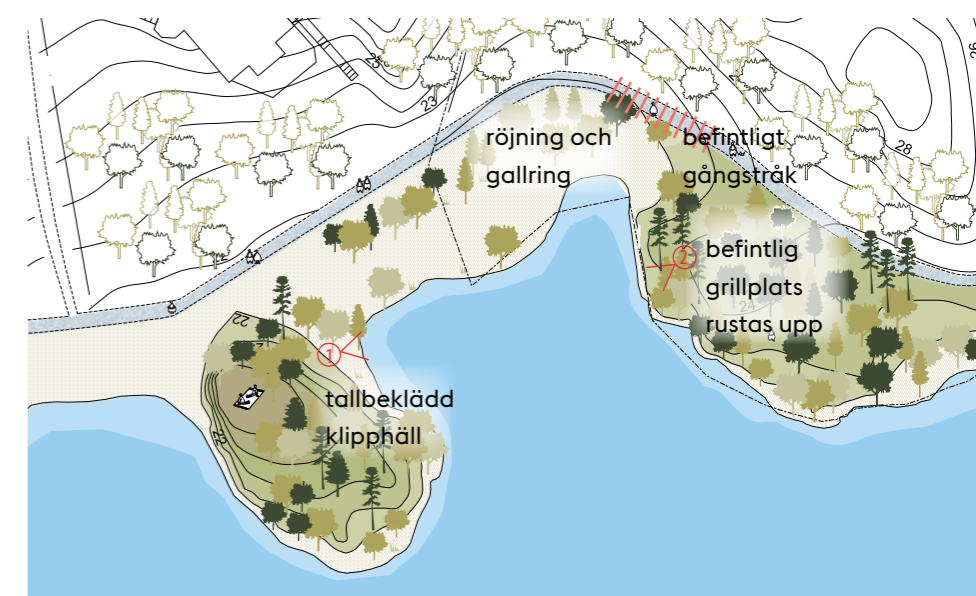 26
25
23
röjning och
gallring
befintligt
gångstråk
28
befintlig
grillplats
rustas upp
2
24
22
1
tallbeklädd
klipphäll
22